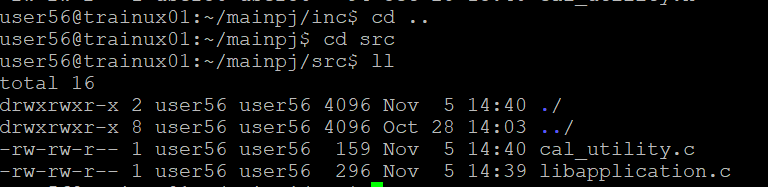 user56@trainux01:~/mainpj/inc$ cd ..
user56@trainux01:~/mainpj$ cd src
user56@trainux01:~/mainpj/src$ ll
total 16
drwxrwxr-x 2 user56 user56 4096 Nov  5 14:40 ./
drwxrwxr-x 8 user56 user56 4096 Oct 28 14:03 ../
-rw-rw-r-- 1 user56 user56  159 Nov  5 14:40 cal_utility.c
-rw-rw-r-- 1 user56 user56  296 Nov  5 14:39 libapplication.c